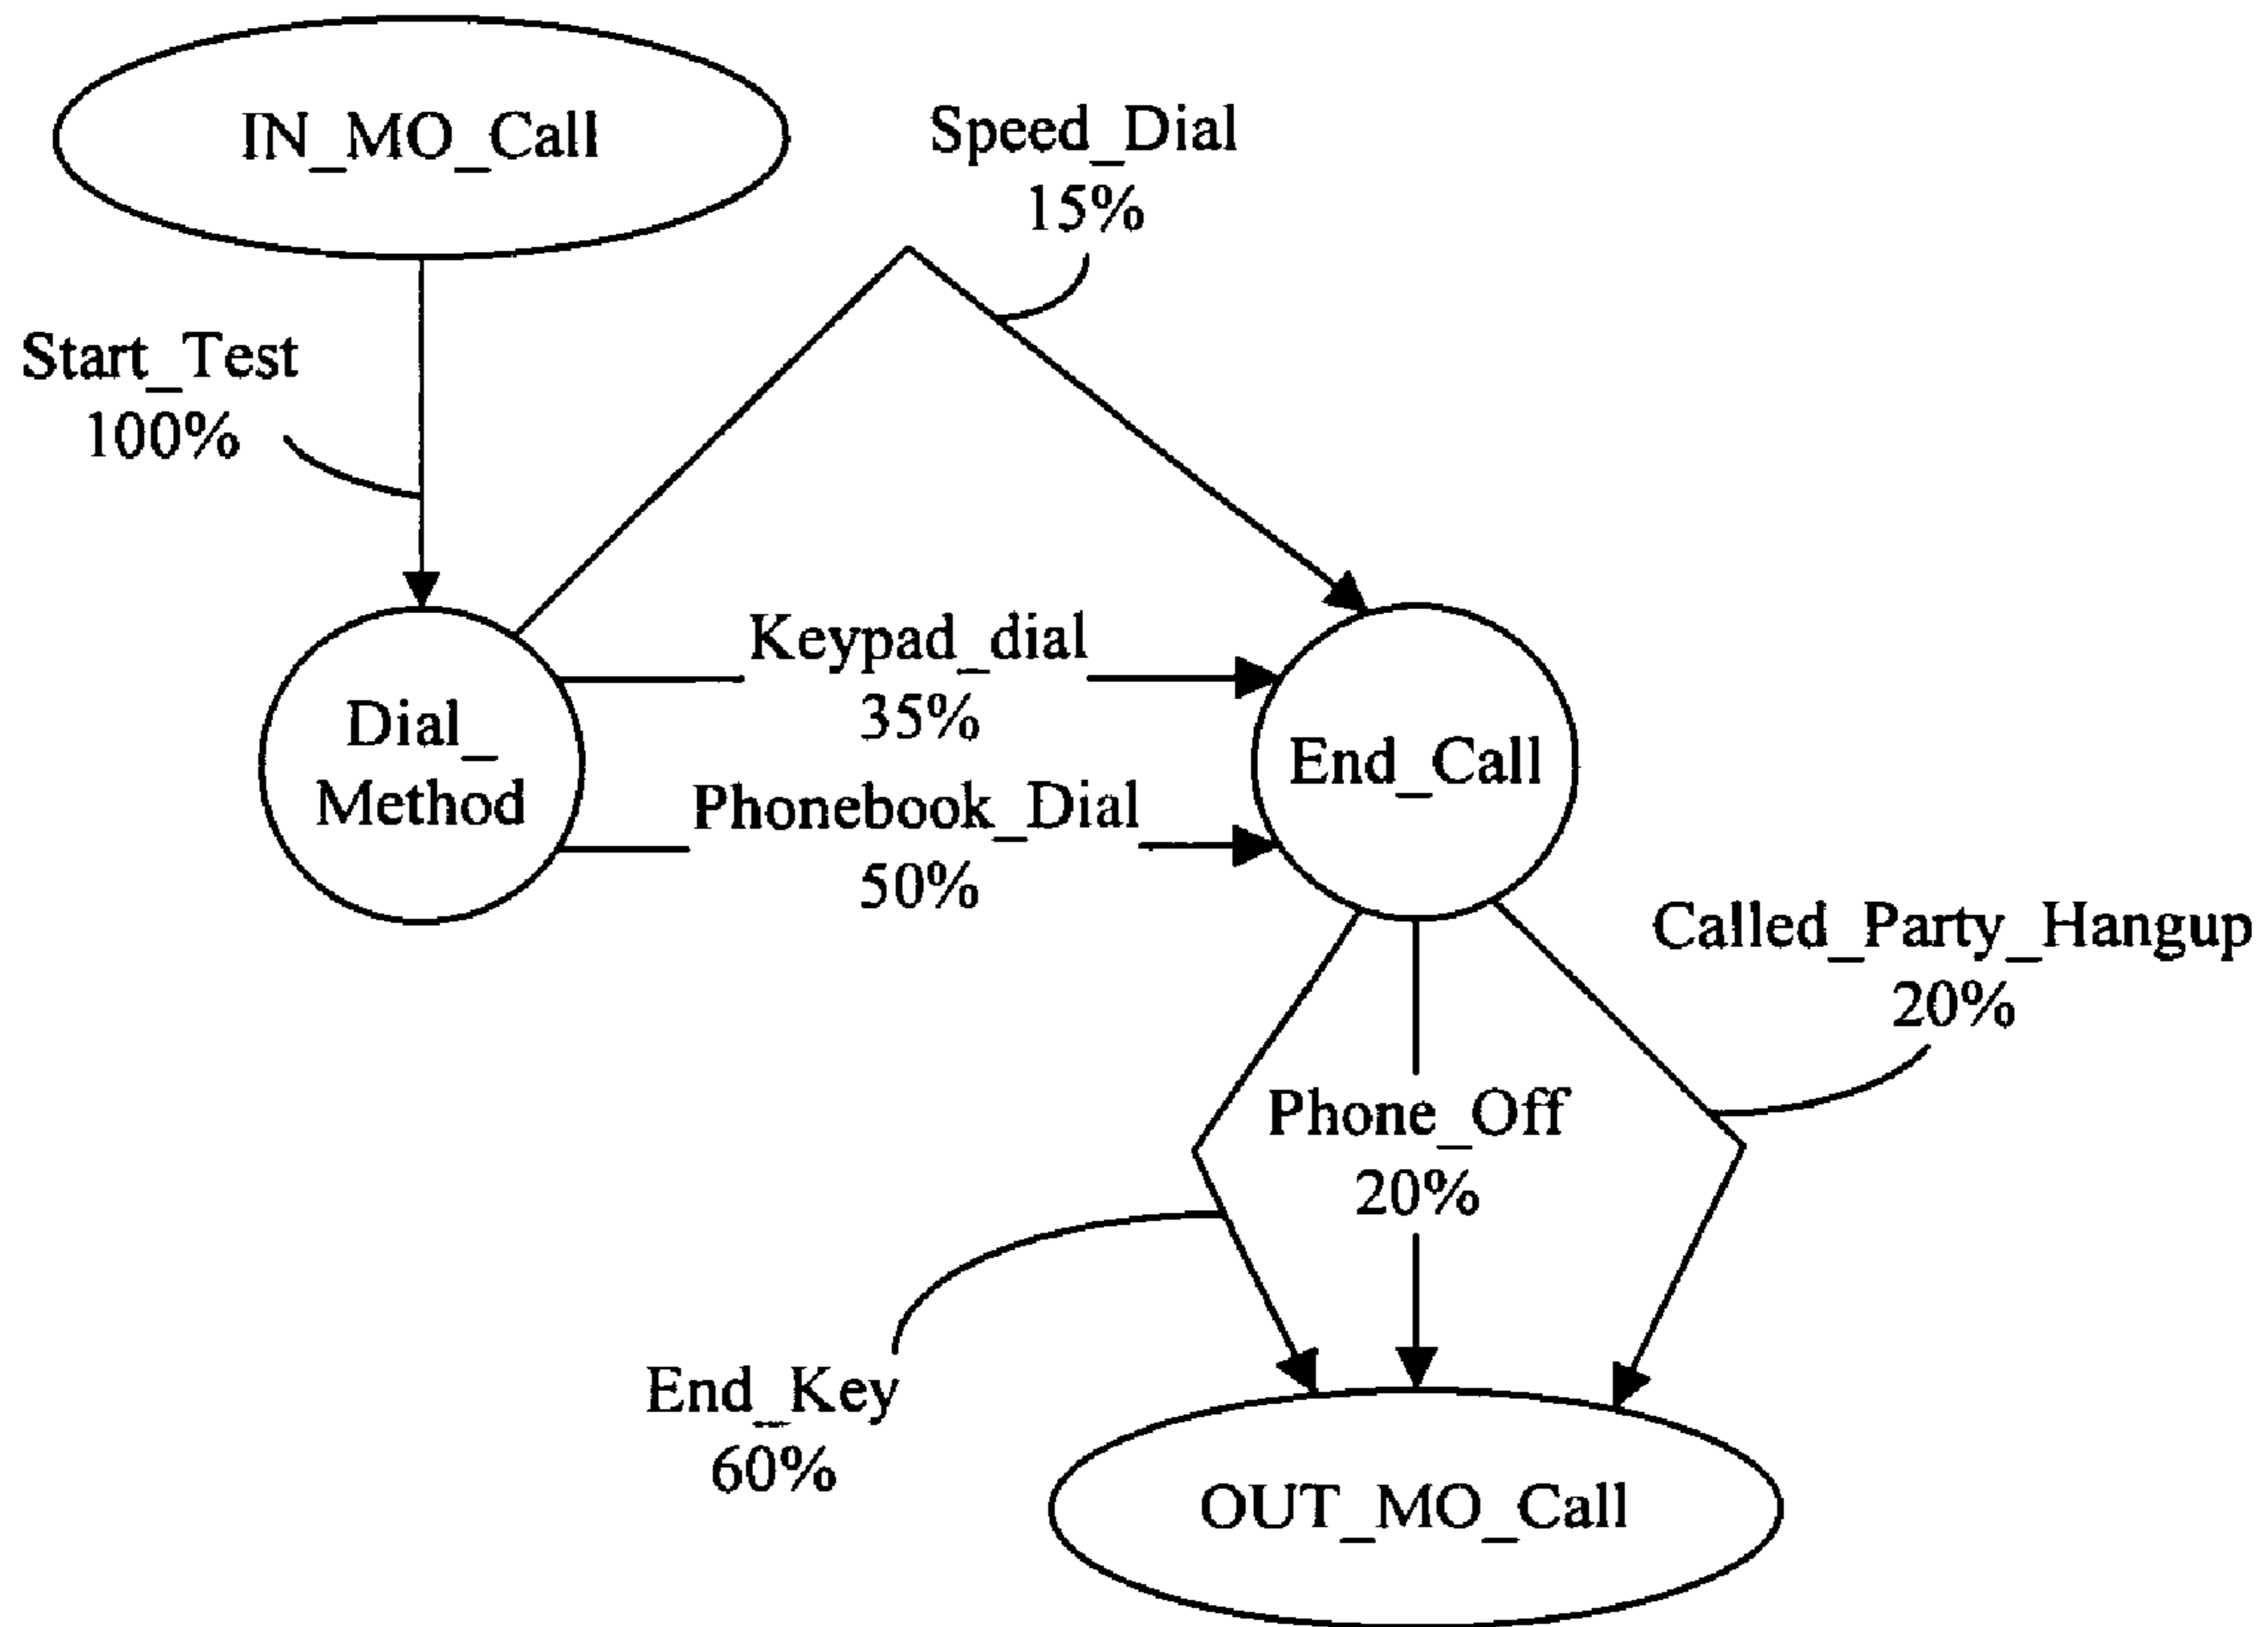 IN_MO_Call
Speed_Dial
15%
Start_Test
100%
Keypad_dial
35%
Dial_
Method
End_Call
Phonebook_Dial
50%
Called_Party_Hangup
20%
Phone_Off
20%
End_Key
60%
OUT_MO_Call